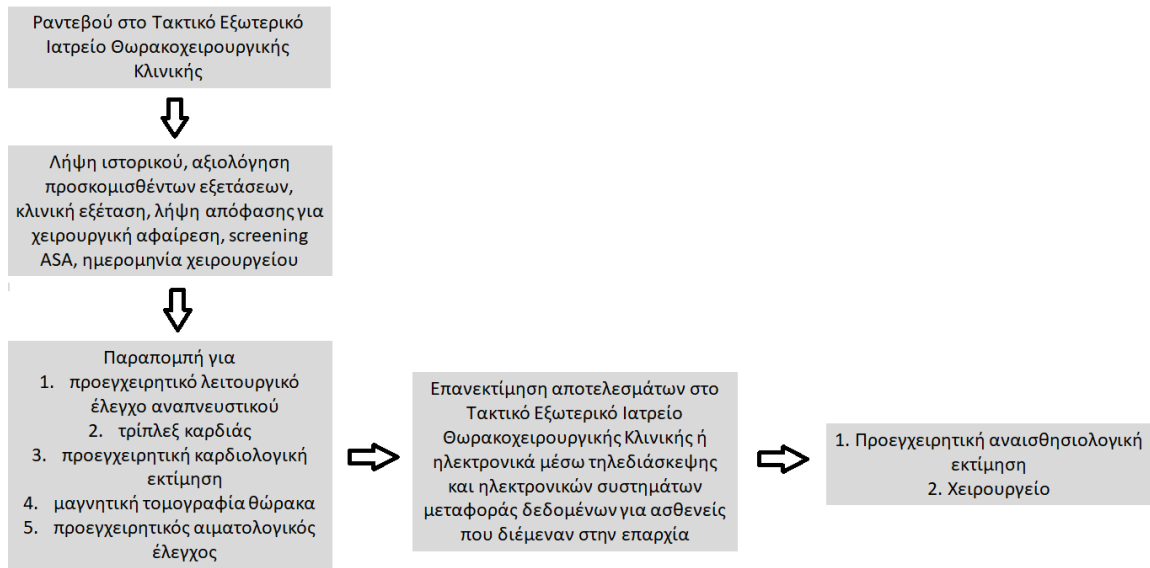 Ραντεβού στο Τακτικό Εξωτερικό
Ιατρείο Θωρακοχειρουργικής
Κλινικής
Λήψη ιστορικού, αξιολόγηση
προσκομισθέντων εξετάσεων,
κλινική εξέταση, λήψη απόφασης για
χειρουργική αφαίρεση, screening
ASA, ημερομηνία χειρουργείου
Παραπομπή για
1. προεγχειρητικό λειτουργικό
έλεγχο αναπνευστικού
2. τρίπλεξ καρδιάς
3. προεγχειρητική καρδιολογική
εκτίμηση
4. μαγνητική τομογραφία θώρακα
5. προεγχειρητικός αιματολογικός
έλεγχος
Επανεκτίμηση αποτελεσμάτων στο
Τακτικό Εξωτερικό Ιατρείο
Θωρακοχειρουργικής Κλινικής ή
ηλεκτρονικά μέσω τηλεδιάσκεψης
και ηλεκτρονικών συστημάτων
μεταφοράς δεδομένων για ασθενείς
που διέμεναν στην επαρχία
1. Προεγχειρητική αναισθησιολογική
εκτίμηση
2. Χειρουργείο